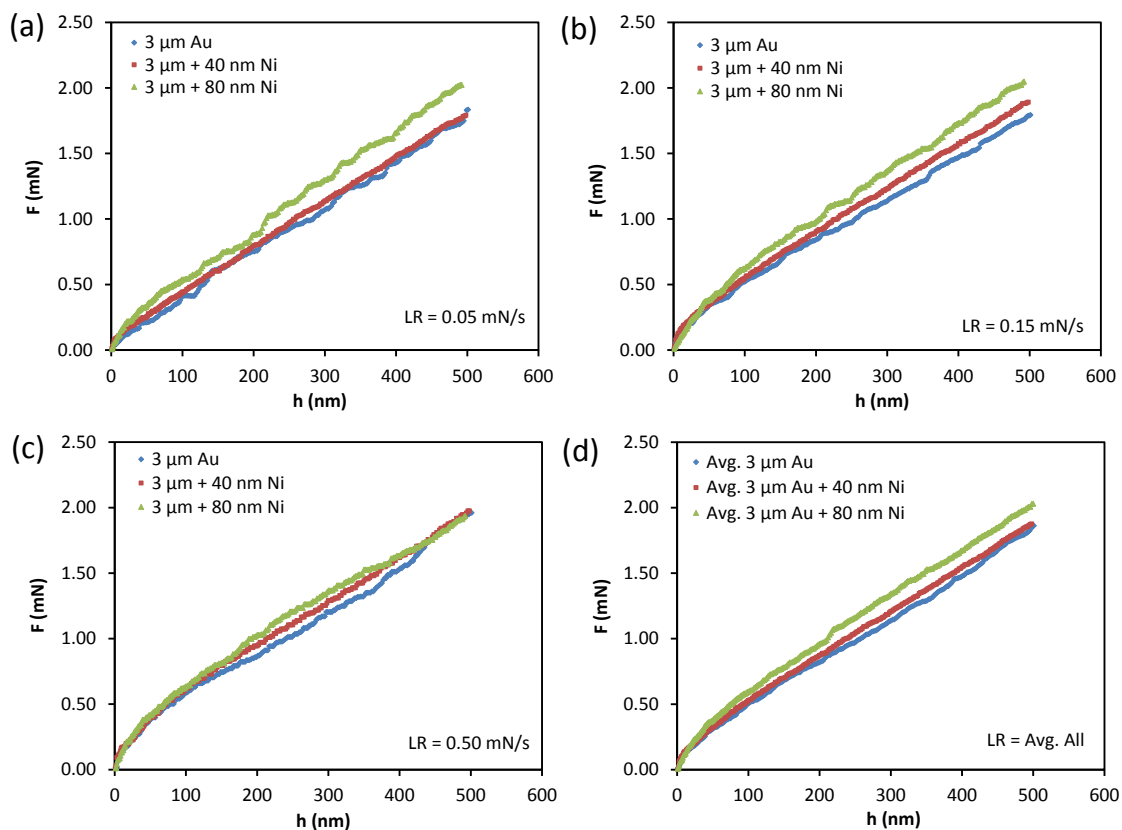 (a)
2.50
2.00
1.50
1.00
0.50
0.00
F (mN)
3 µm Au
3 µm + 40 nm Ni
3 µm + 80 nm Ni
LR = 0.05 mN/s
0 100 200 300 400 500 600
h (nm)
(b)
2.50
2.00
1.50
1.00
0.50
0.00
F (mN)
3 µm Au
3 µm + 40 nm Ni
3 µm + 80 nm Ni
LR = 0.15 mN/s
0 100 200 300 400 500 600
h (nm)
(c)
2.50
2.00
1.50
1.00
0.50
0.00
F (mN)
3 µm Au
3 µm + 40 nm Ni
3 µm + 80 nm Ni
LR = 0.50 mN/s
0 100 200 300 400 500 600
h (nm)
(d)
2.50
2.00
1.50
1.00
0.50
0.00
F (mN)
Avg. 3 µm Au
Avg. 3 µm Au + 40 nm Ni
Avg. 3 µm Au + 80 nm Ni
LR = Avg. All
0 100 200 300 400 500 600
h (nm)